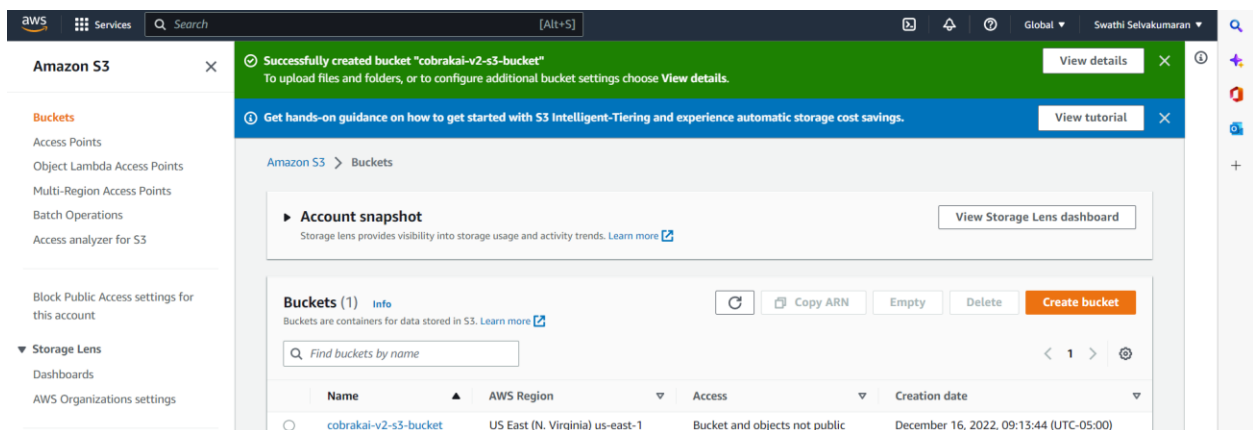 aws Services Search [Alt+S] Global Swathi Selvakumaran
Amazon S3
Buckets
Access Points
Object Lambda Access Points
Multi-Region Access Points
Batch Operations
Access analyzer for S3
Block Public Access settings for
this account
Storage Lens
Dashboards
AWS Organizations settings
Successfully created bucket "cobrakai-v2-s3-bucket"
To upload files and folders, or to configure additional bucket settings choose View details.
View details
Get hands-on guidance on how to get started with S3 Intelligent-Tiering and experience automatic storage cost savings.
View tutorial
Amazon S3 > Buckets
Account snapshot
Storage lens provides visibility into storage usage and activity trends. Learn more
View Storage Lens dashboard
Buckets (1) Info
Buckets are containers for data stored in S3. Learn more
Copy ARN Empty Delete Create bucket
Find buckets by name
< 1 >
Name AWS Region Access Creation date
cobrakai-v2-s3-bucket US East (N. Virginia) us-east-1 Bucket and objects not public December 16, 2022, 09:13:44 (UTC-05:00)